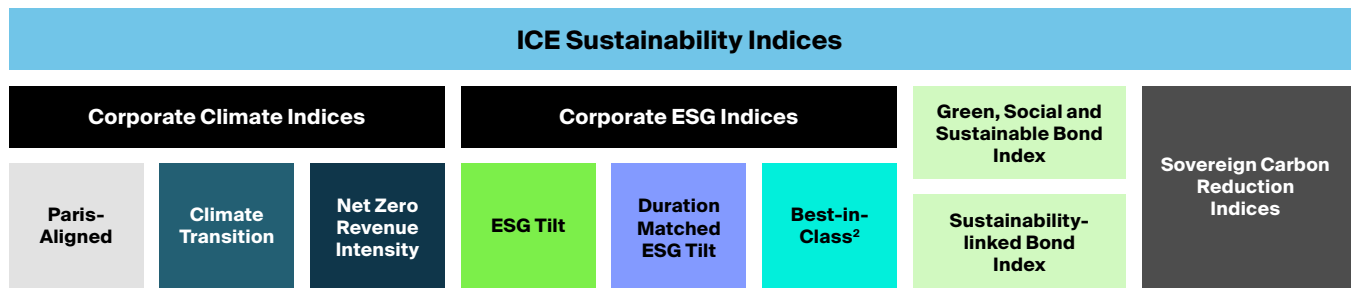 ICE Sustainability Indices
Corporate Climate Indices
Paris-
Aligned
Climate
Transition
Net Zero
Revenue
Intensity
Corporate ESG Indices
ESG Tilt
Duration
Matched
ESG Tilt
Best-in-
Class²
Green, Social and
Sustainable Bond
Index
Sustainability-
linked Bond
Index
Sovereign Carbon
Reduction
Indices